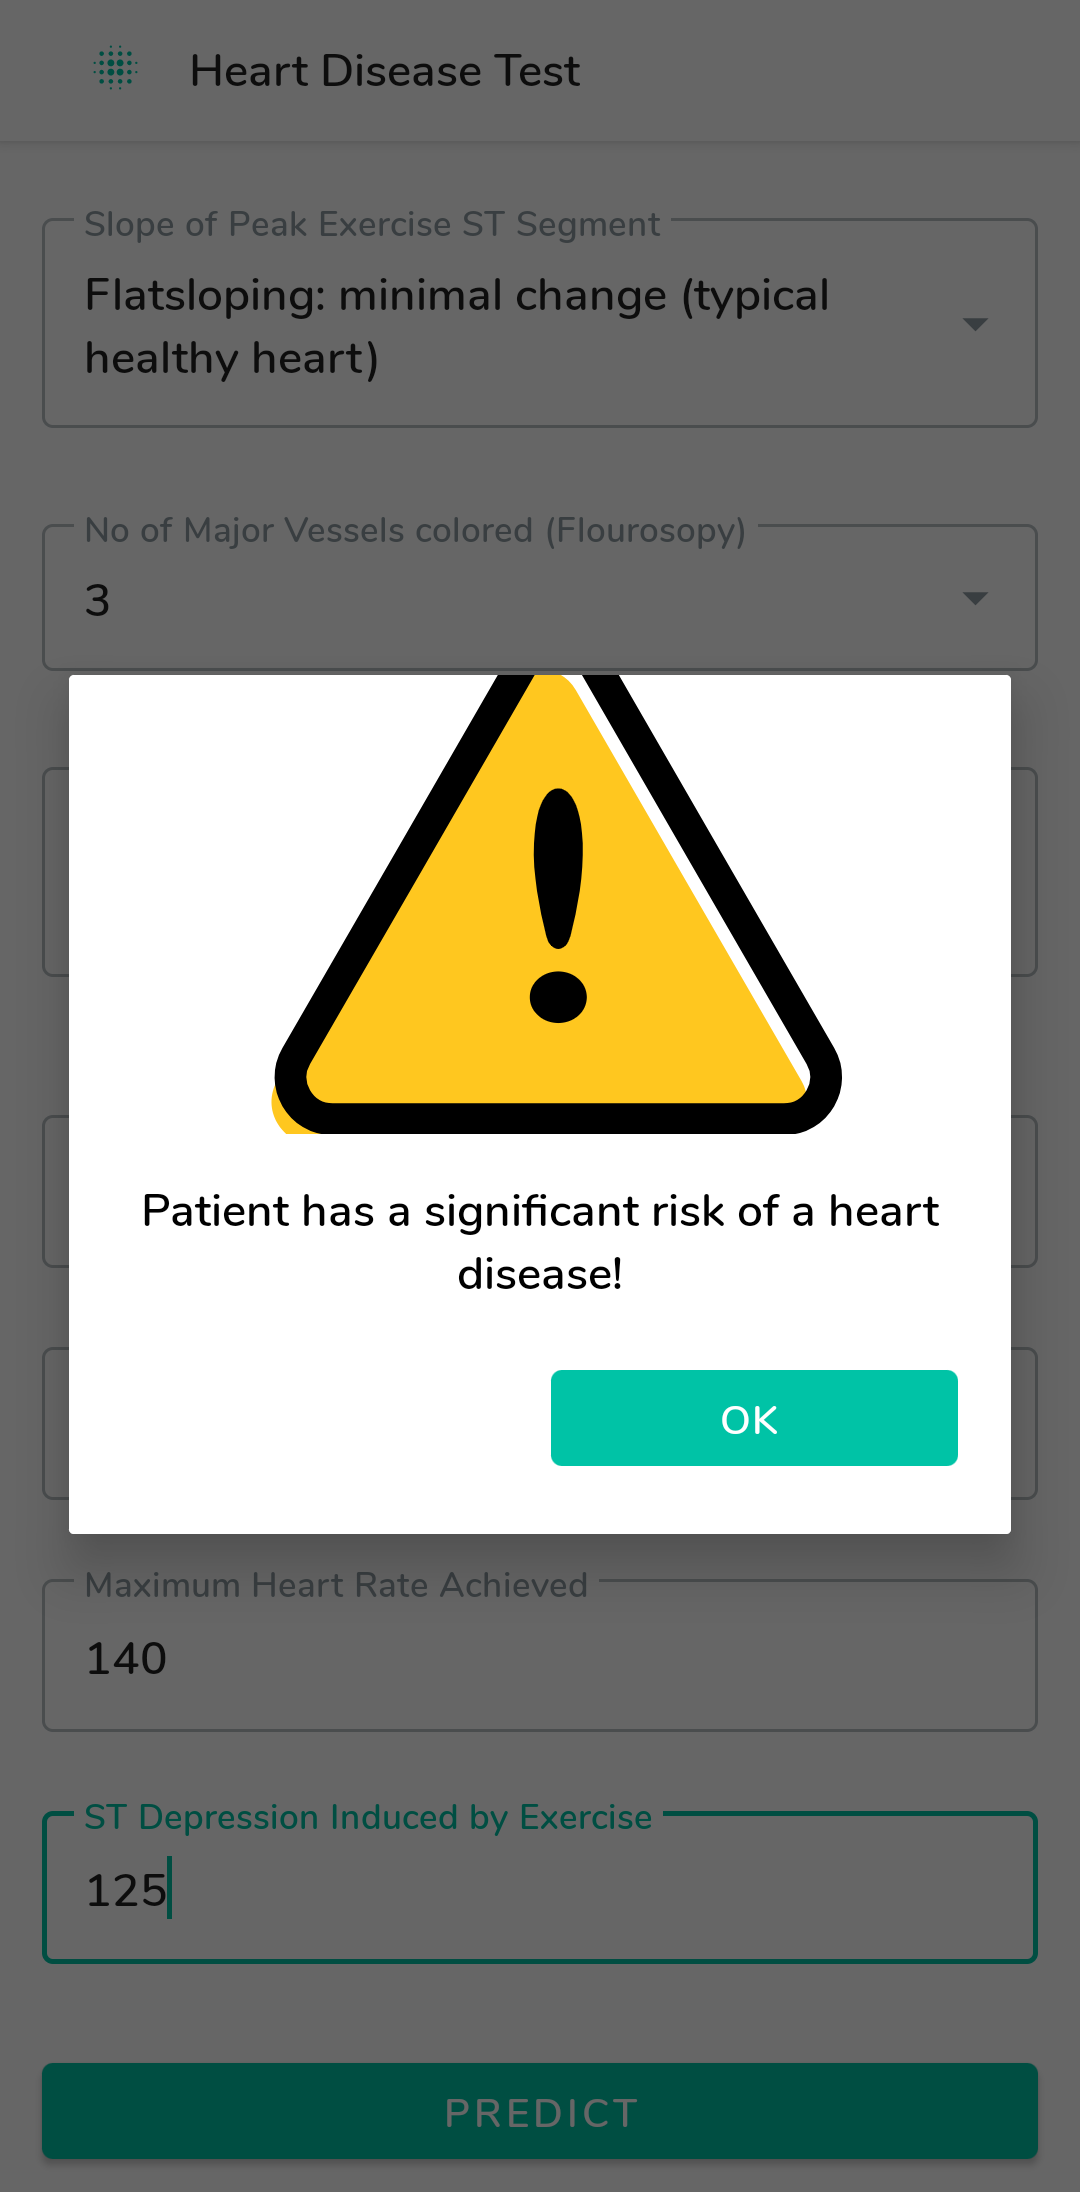 Heart Disease Test
Slope of Peak Exercise ST Segment
Flatsloping: minimal change (typical
healthy heart)
No of Major Vessels colored (Flourosopy)
3
Patient has a significant risk of a heart
disease!
OK
Maximum Heart Rate Achieved
140
ST Depression Induced by Exercise
125
PREDICT